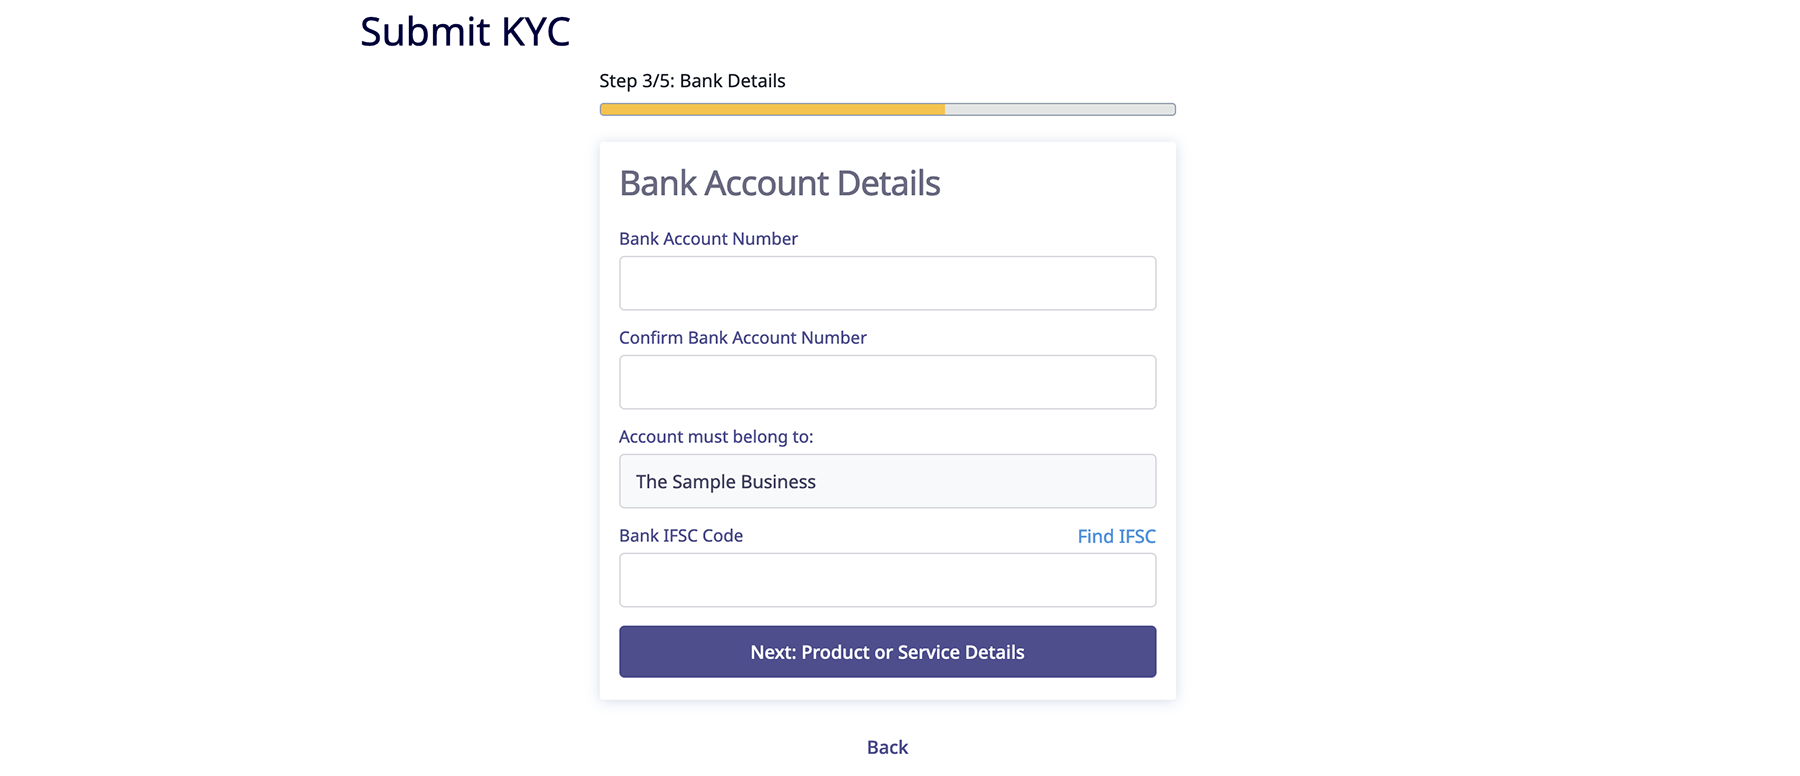 Submit KYC
Step 3/5: Bank Details
Bank Account Details
Bank Account Number
Confirm Bank Account Number
Account must belong to:
The Sample Business
Bank IFSC Code Find IFSC
Next: Product or Service Details
Back